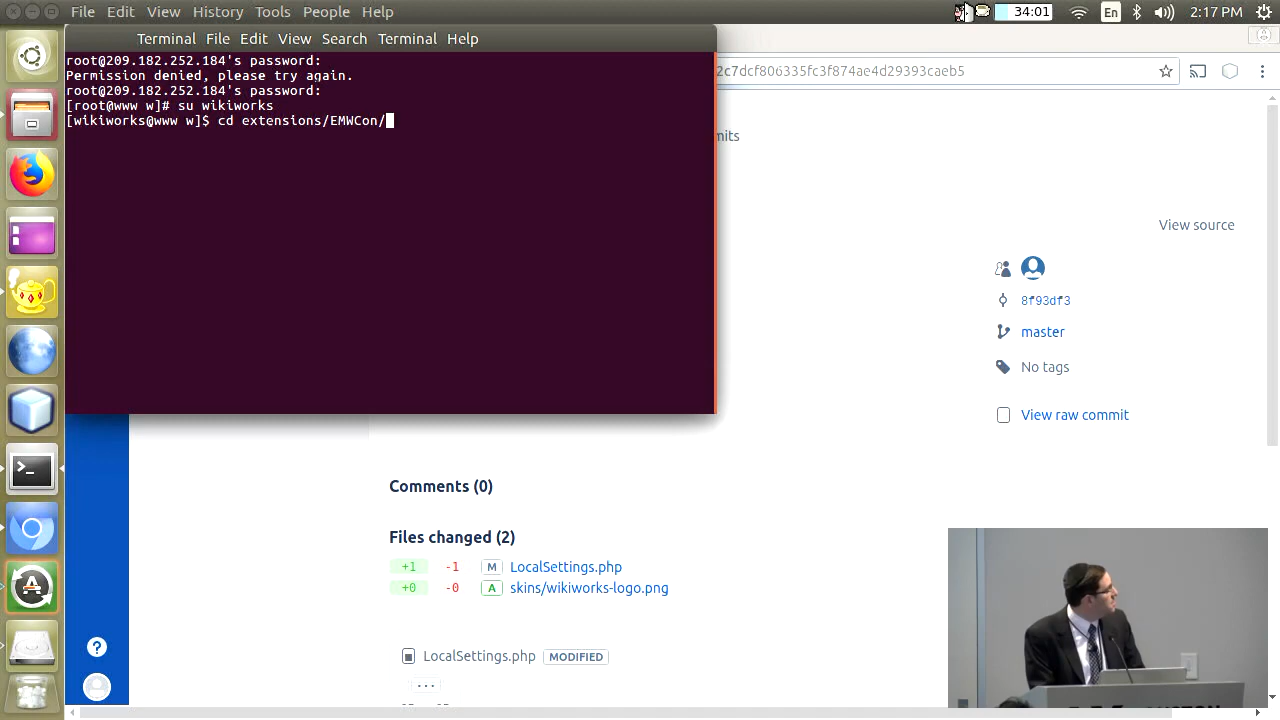 File Edit View History Tools People Help
34:01
En
2:17 PM
Terminal File Edit View Search Terminal Help
root@209.182.252.184's password:
Permission denied, please try again.
root@209.182.252.184's password:
[root@www w]# su wikiworks
[wikiworks@www w]$ cd extensions/EMWCon/
2c7dcf806335fc3f874ae4d29393caeb5
mits
View source
8f93df3
master
No tags
View raw commit
Comments (0)
Files changed (2)
+1 -1 M LocalSettings.php
+0 -0 A skins/wikiworks-logo.png
LocalSettings.php MODIFIED
...
?